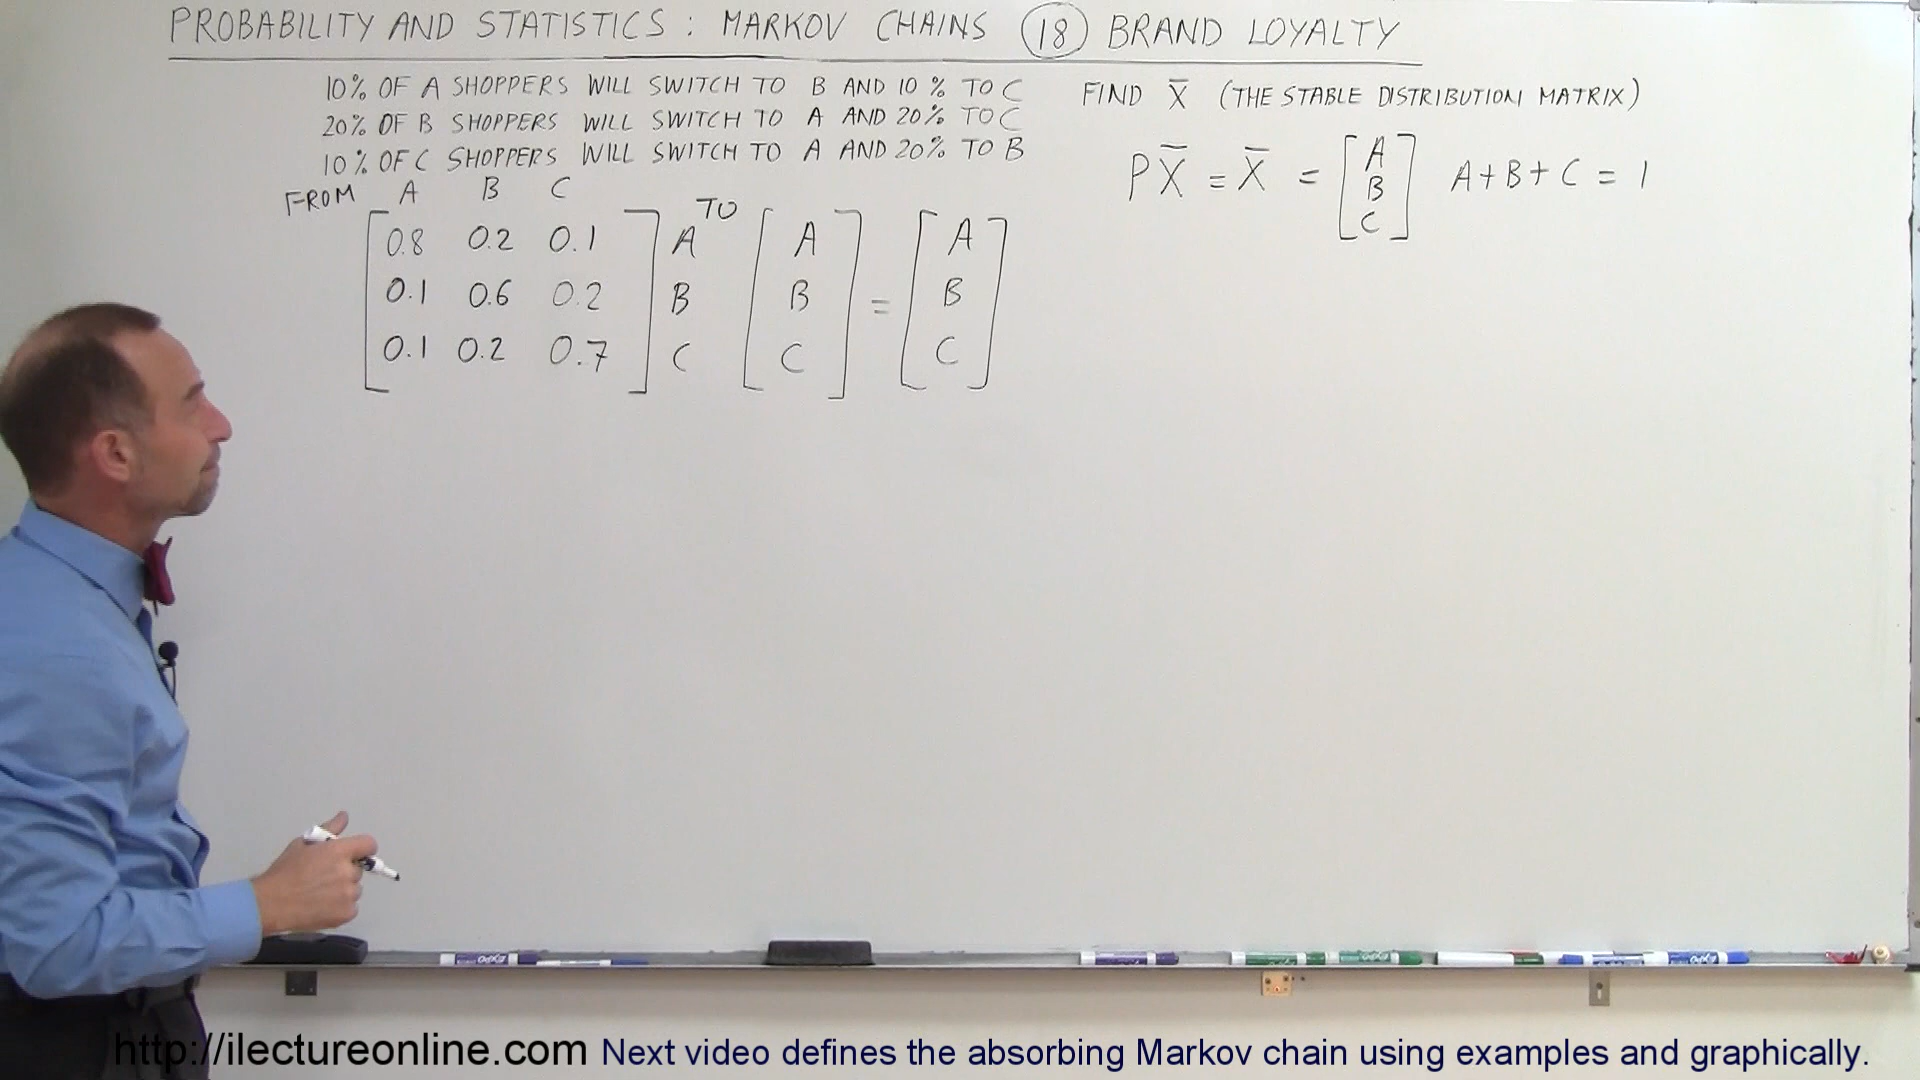 PROBABILITY AND STATISTICS : MARKOV CHAINS 18 BRAND LOYALTY
10% OF A SHOPPERS WILL SWITCH TO B AND 10 % TO C
20% OF B SHOPPERS WILL SWITCH TO A AND 20% TO C
10% OF C SHOPPERS WILL SWITCH TO A AND 20% TO B
FROM A B C TO
0.8 0.2 0.1 A A A
0.1 0.6 0.2 B B = B
0.1 0.2 0.7 C C C
FIND X̄ (THE STABLE DISTRIBUTION MATRIX)
A
PX̄ = X̄ = B A+B+C = 1
C
http://ilectureonline.com Next video defines the absorbing Markov chain using examples and graphically.